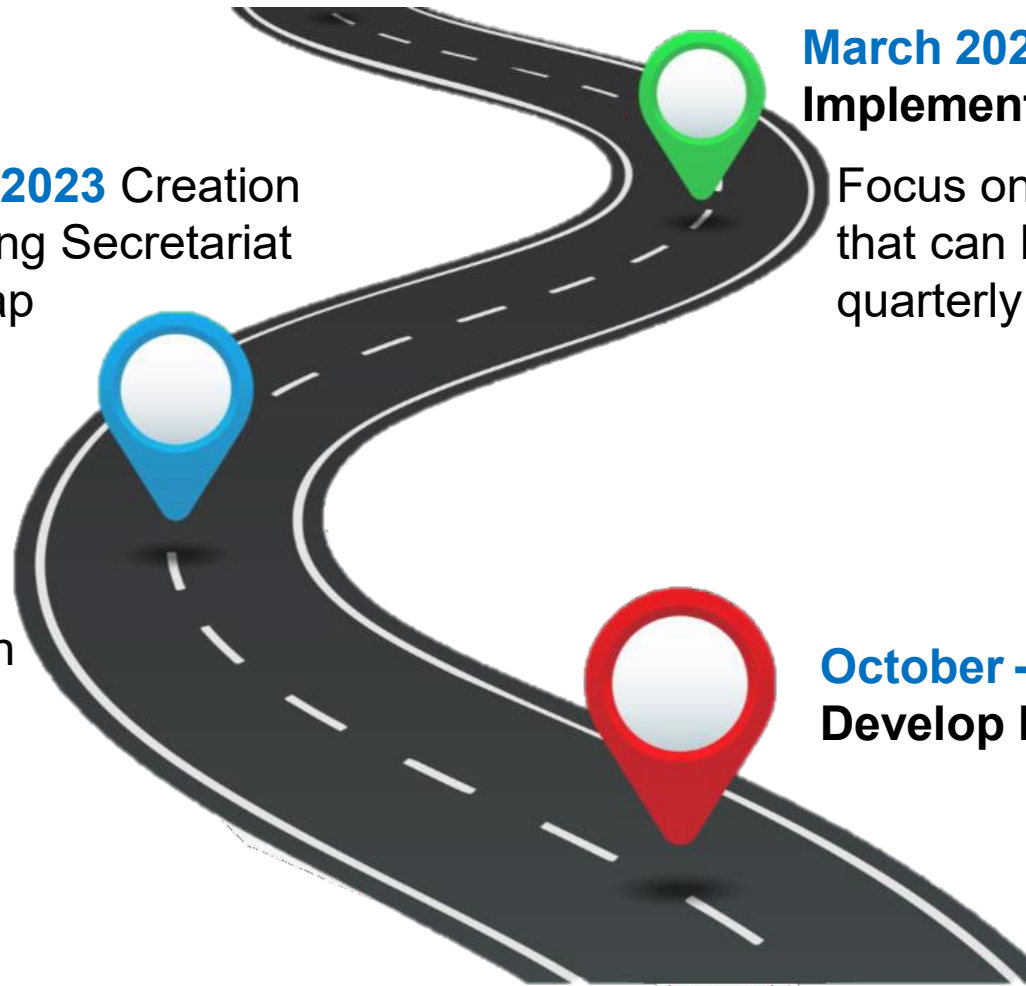 March 202
Implement
2023 Creation
ng Secretariat
ap
Focus on
that can
quarterly
n
October -
Develop